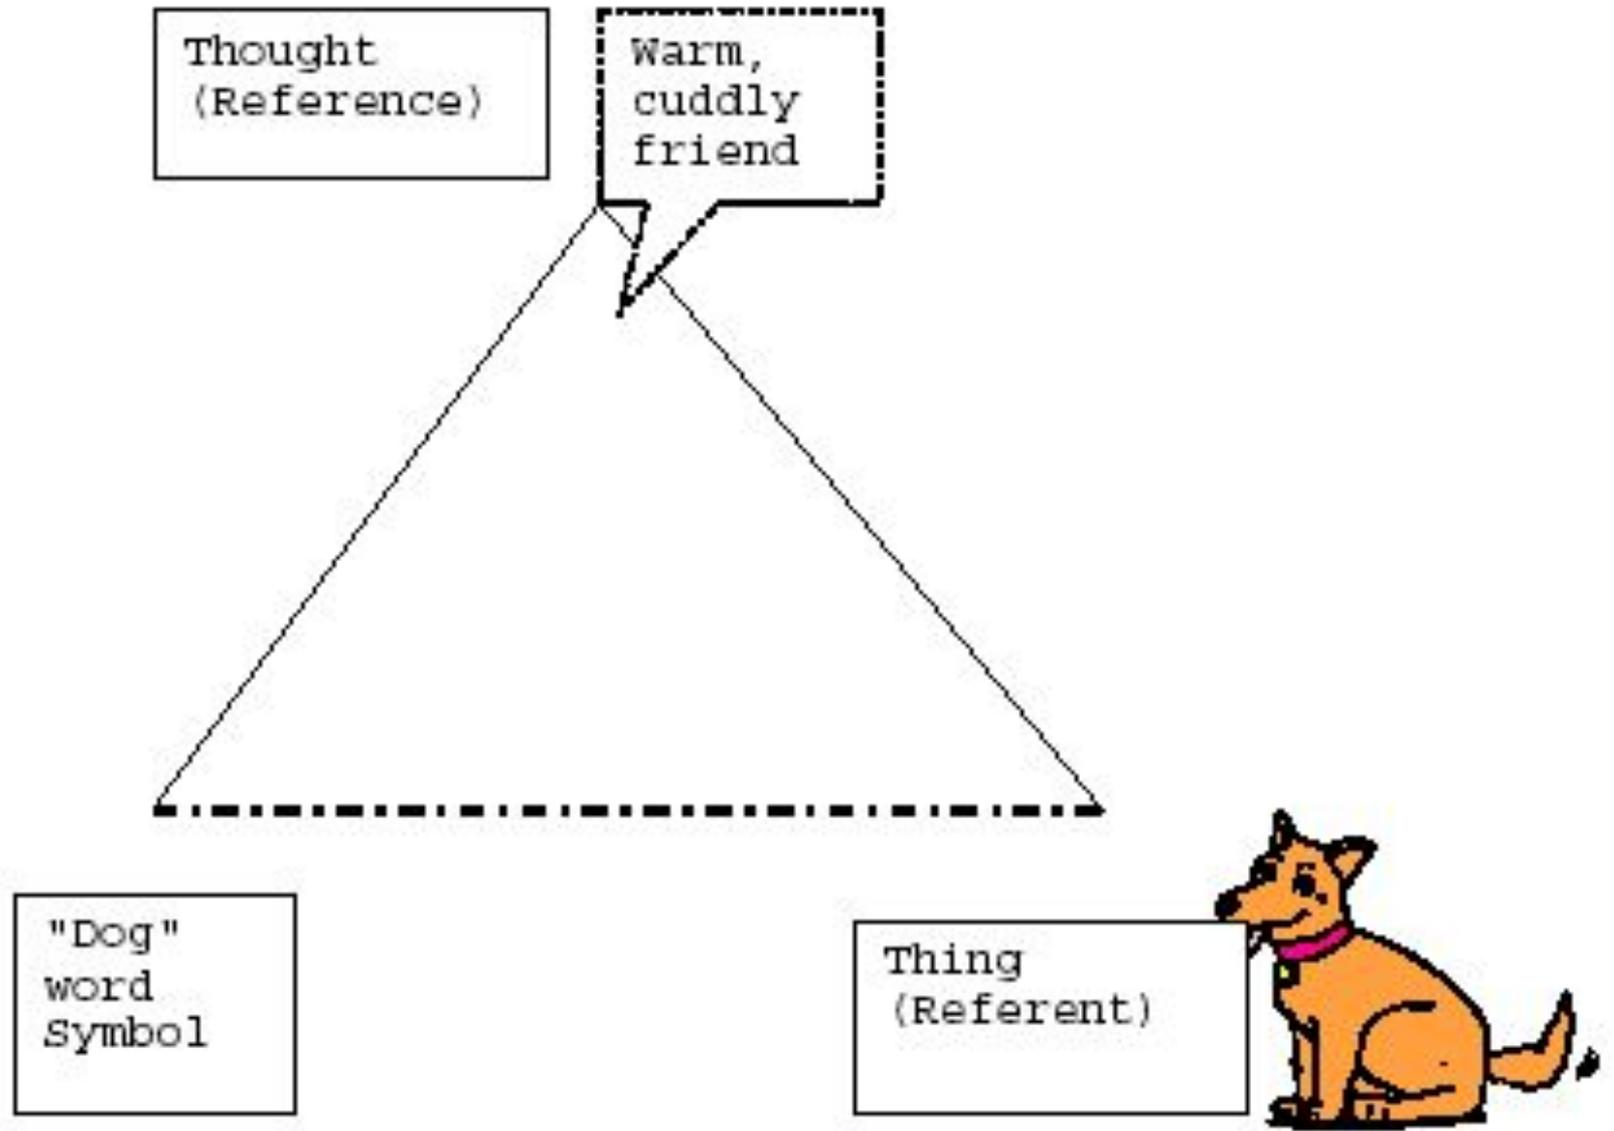 Thought
(Reference)
Warm,
cuddly
friend
"Dog"
word
Symbol
Thing
(Referent)